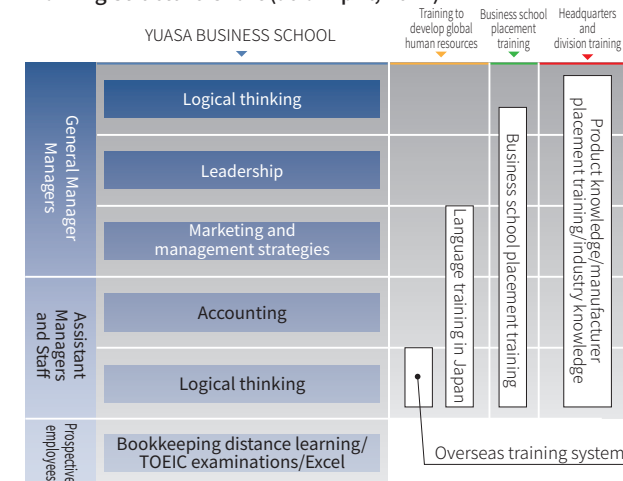 YUASA BUSINESS SCHOOL
Training to
develop global
human resources
Business school
placement
training
Headquarters
and
division training
General Manager
Managers
Logical thinking
Leadership
Marketing and
management strategies
Assistant
Managers
and Staff
Accounting
Logical thinking
Prospective
employees
Bookkeeping distance learning/
TOEIC examinations/Excel
Language training in Japan
Business school placement training
Product knowledge/manufacturer
placement training/industry knowledge
Overseas training system